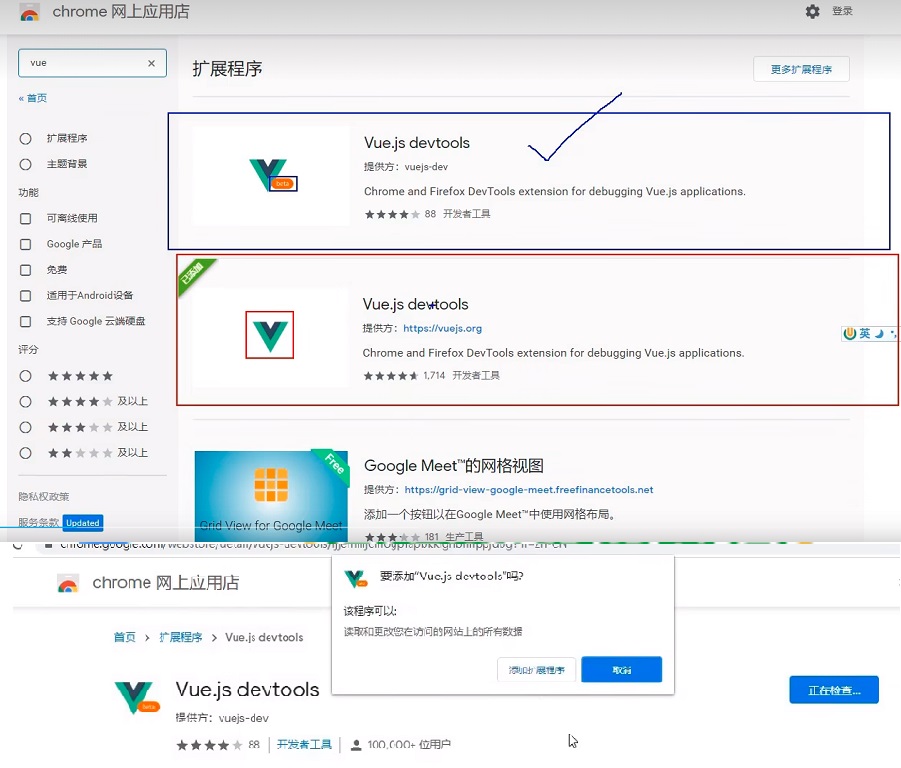 chrome 网上应用店
登录
vue
扩展程序
更多扩展程序
« 首页
扩展程序
主题背景
功能
可离线使用
Google 产品
免费
适用于Android设备
支持 Google 云端硬盘
评分
及以上
及以上
及以上
隐私权政策
服务条款 Updated
beta
Vue.js devtools
提供方：vuejs-dev
Chrome and Firefox DevTools extension for debugging Vue.js applications.
88 开发者工具
已添加
Vue.js devtools
提供方：https://vuejs.org
Chrome and Firefox DevTools extension for debugging Vue.js applications.
1,714 开发者工具
英
Free
Grid View for Google Meet
Google Meet™的网格视图
提供方：https://grid-view-google-meet.freefinancetools.net
添加一个按钮以在Google Meet™中使用网格布局。
181 生产工具
chrome 网上应用店
要添加"Vue.js devtools"吗?
该程序可以:
读取和更改您在访问的网站上的所有数据
添加扩展程序
取消
首页 > 扩展程序 > Vue.js devtools
beta
Vue.js devtools
正在检查...
提供方：vuejs-dev
88 开发者工具 100,000+ 位用户